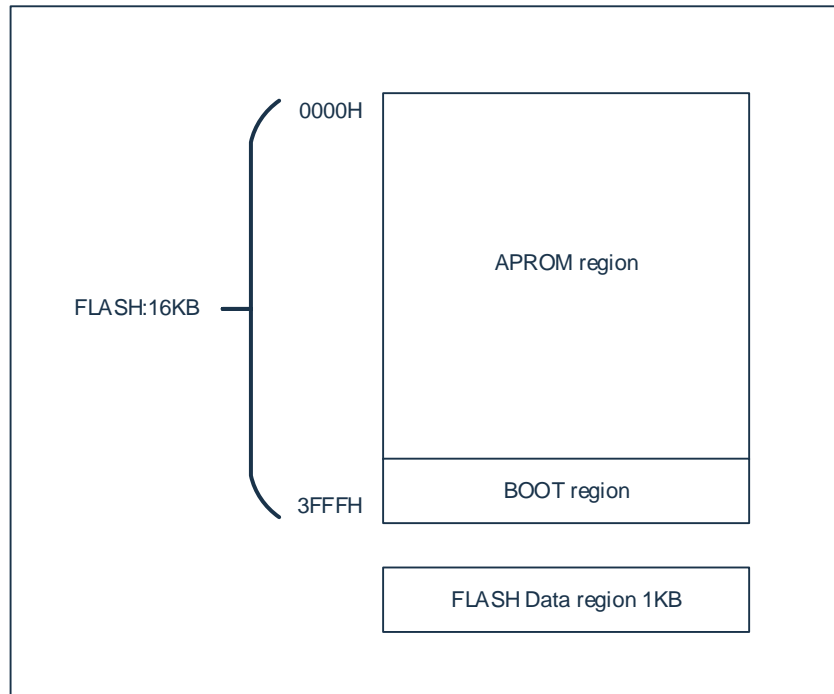 0000H
APROM region
FLASH:16KB
BOOT region
3FFFH
FLASH Data region 1KB